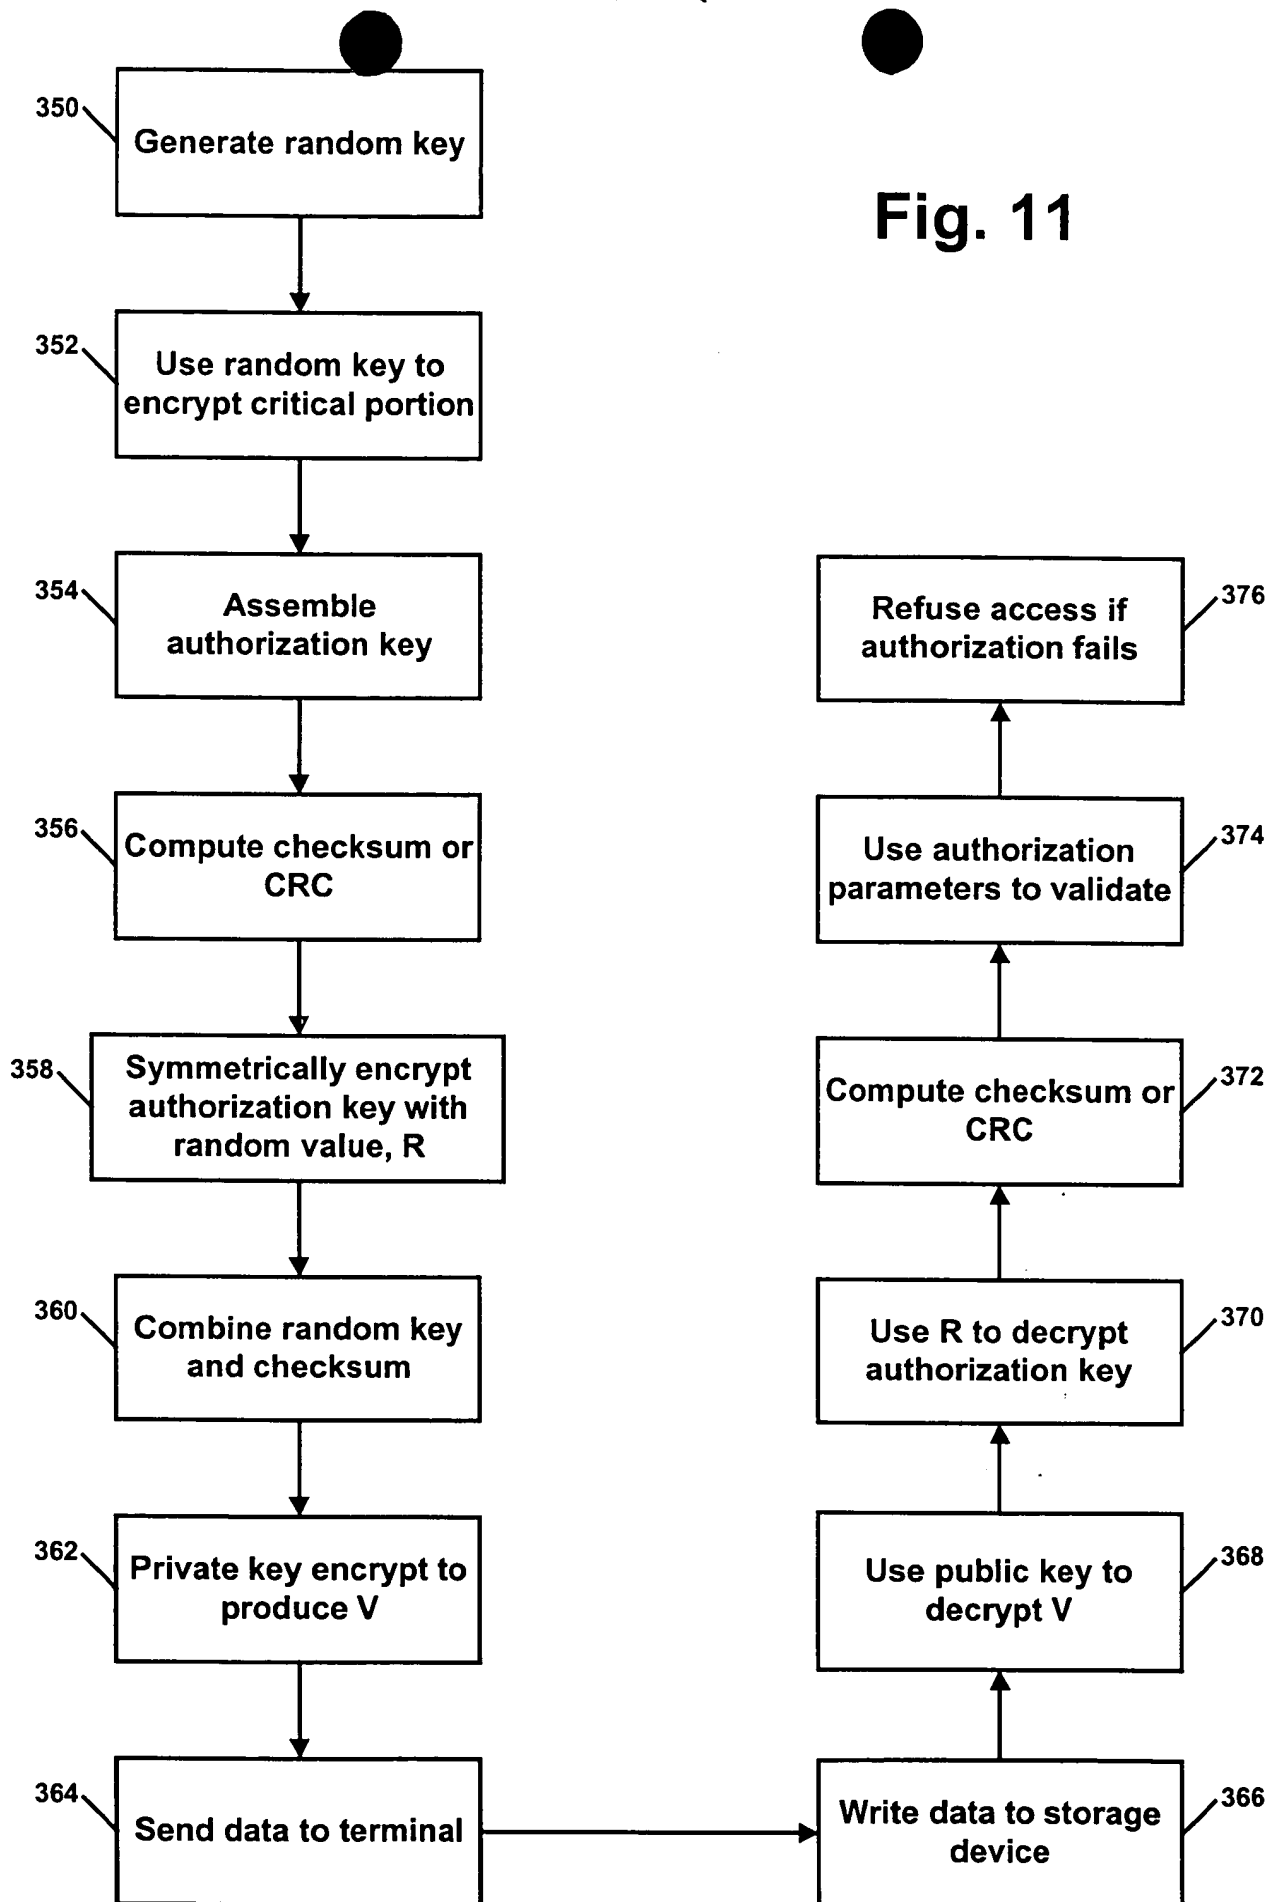 Fig. 11
350
Generate random key
352
Use random key to
encrypt critical portion
354
Assemble
authorization key
356
Compute checksum or
CRC
358
Symmetrically encrypt
authorization key with
random value, R
360
Combine random key
and checksum
362
Private key encrypt to
produce V
364
Send data to terminal
366
Write data to storage
device
368
Use public key to
decrypt V
370
Use R to decrypt
authorization key
372
Compute checksum or
CRC
374
Use authorization
parameters to validate
376
Refuse access if
authorization fails